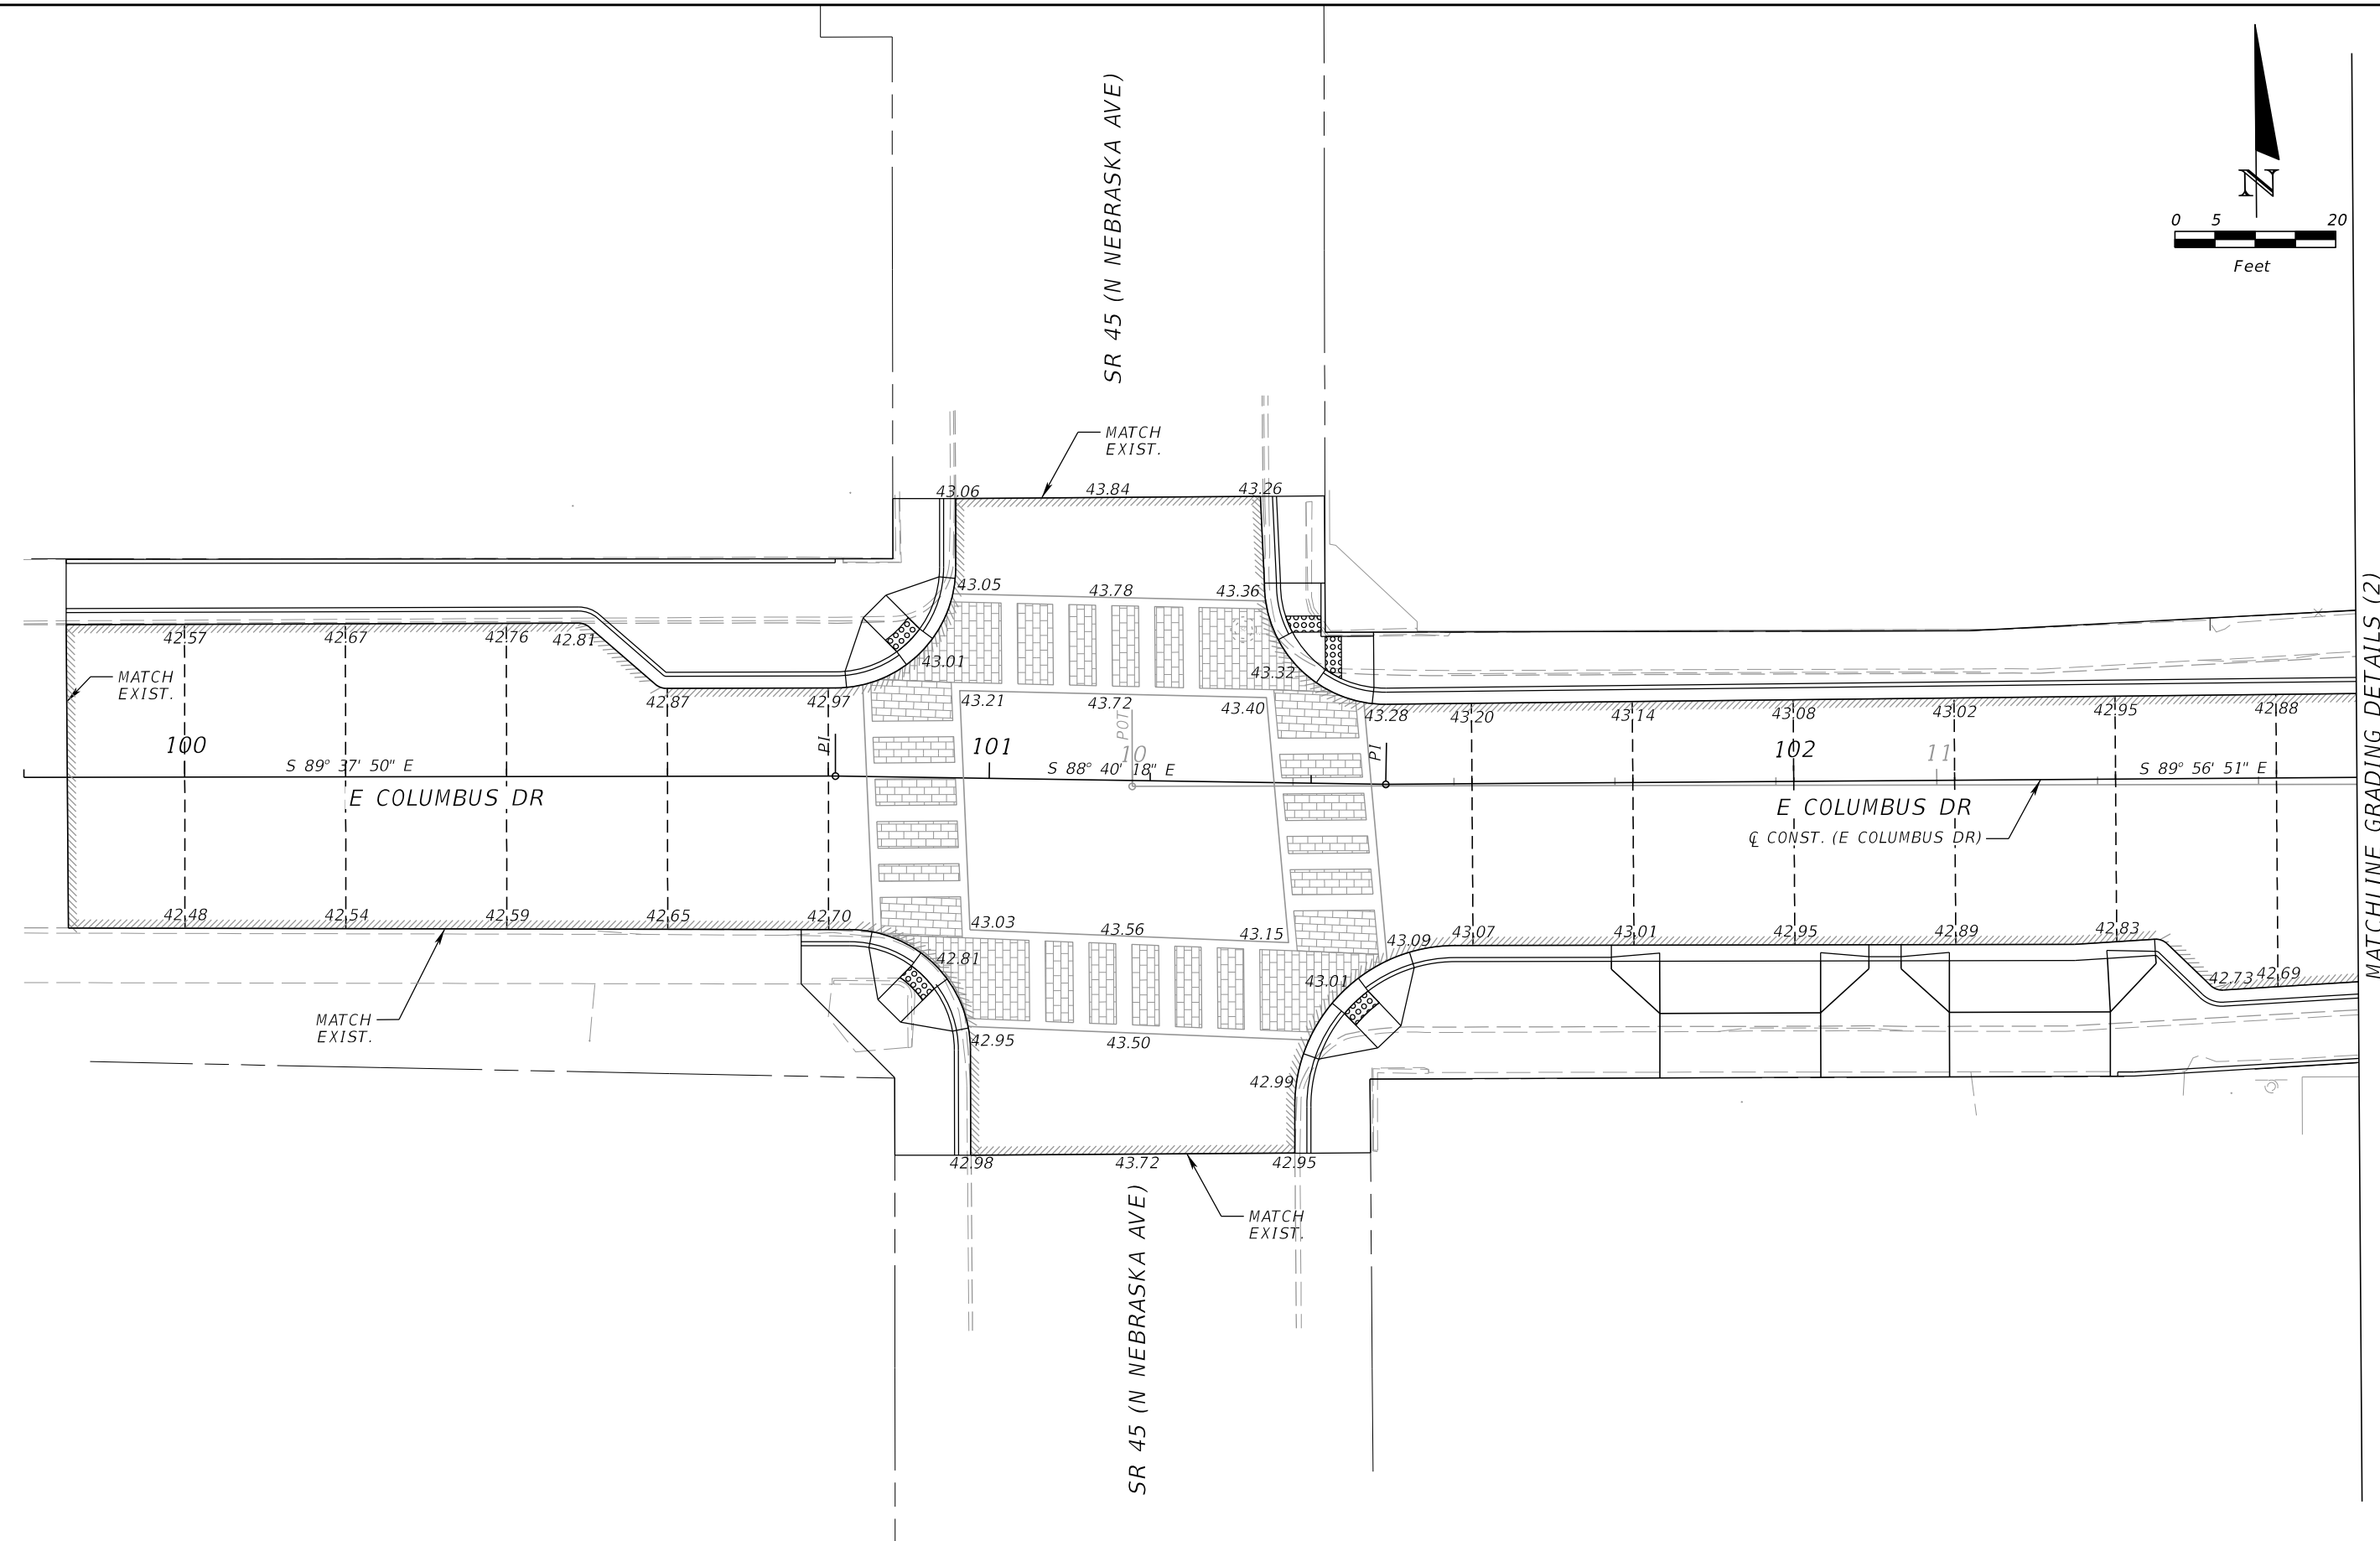 SR 45 (N NEBRASKA AVE)
N
0 5 20
Feet
MATCH
EXIST.
43.06 43.84 43.26
43.05 43.78 43.36
42.57 42.67 42.76 42.81
43.01 43.32
MATCH
EXIST.
42.87 42.97 43.21 43.72 43.40 43.28 43.20 43.14 43.08 43.02 42.95 42.88
POT
100 PI 101 10 PI 102 11
S 89° 37' 50" E S 88° 40' 18" E S 89° 56' 51" E
E COLUMBUS DR E COLUMBUS DR
℄ CONST. (E COLUMBUS DR)
MATCHLINE GRADING DETAILS (2)
42.48 42.54 42.59 42.65 42.70 43.03 43.56 43.15 43.09 43.07 43.01 42.95 42.89 42.83
42.81 43.01 42.73 42.69
MATCH
EXIST.
42.95 43.50
42.99
42.98 43.72 42.95
MATCH
EXIST.
SR 45 (N NEBRASKA AVE)